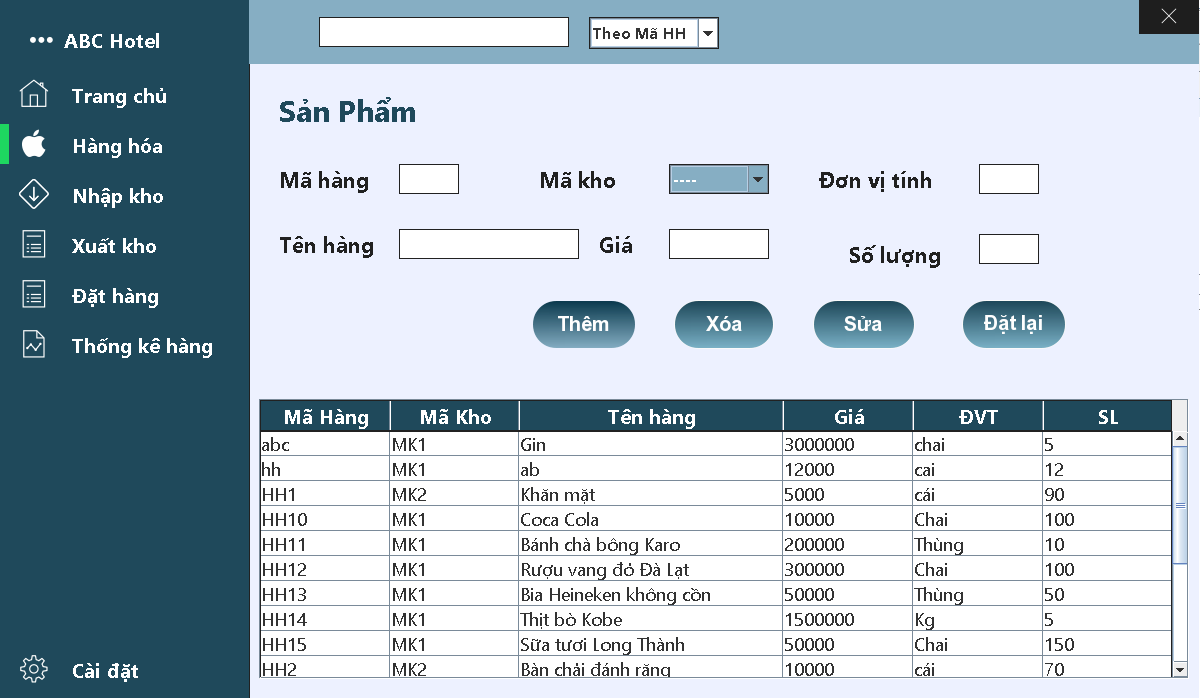 ABC Hotel
Theo Mã HH
Trang chủ
Hàng hóa
Nhập kho
Xuất kho
Đặt hàng
Thống kê hàng
Cài đặt
Sản Phẩm
Mã hàng Mã kho ---- Đơn vị tính
Tên hàng Giá Số lượng
Thêm Xóa Sửa Đặt lại
Mã Hàng Mã Kho Tên hàng Giá ĐVT SL
abc MK1 Gin 3000000 chai 5
hh MK1 ab 12000 cai 12
HH1 MK2 Khăn mặt 5000 cái 90
HH10 MK1 Coca Cola 10000 Chai 100
HH11 MK1 Bánh chà bông Karo 200000 Thùng 10
HH12 MK1 Rượu vang đỏ Đà Lạt 300000 Chai 100
HH13 MK1 Bia Heineken không cồn 50000 Thùng 50
HH14 MK1 Thịt bò Kobe 1500000 Kg 5
HH15 MK1 Sữa tươi Long Thành 50000 Chai 150
HH2 MK2 Bàn chải đánh răng 10000 cái 70